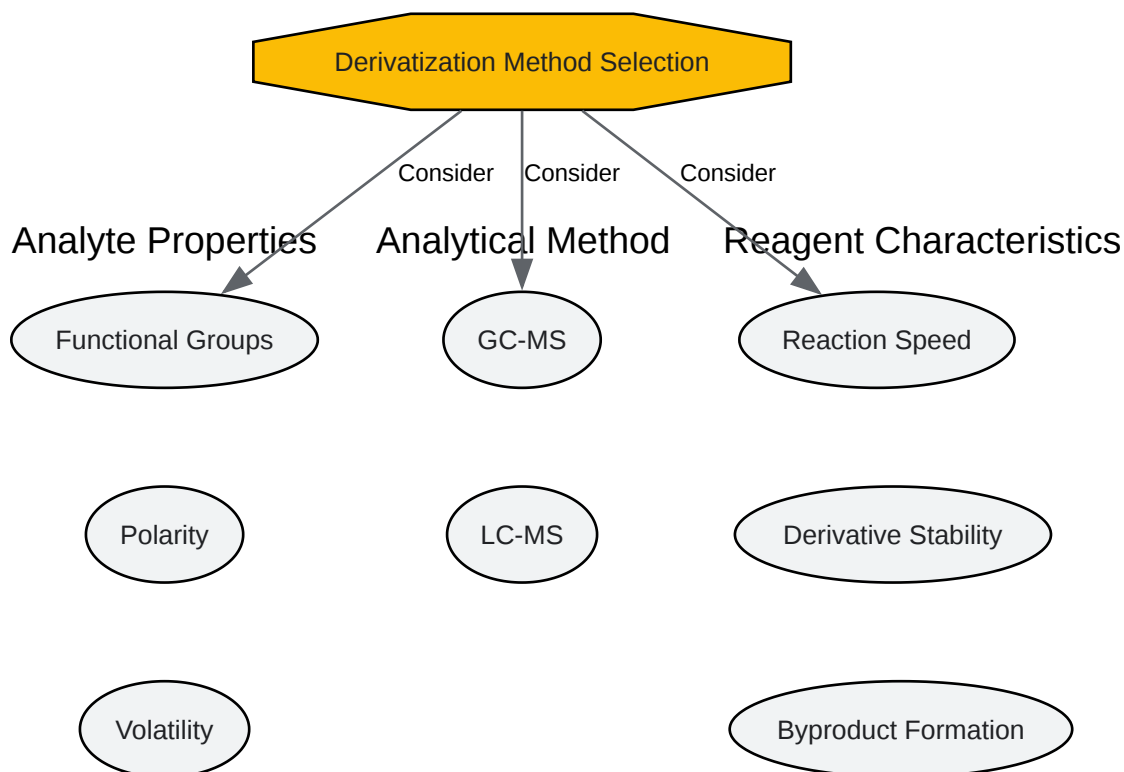 Derivatization Method Selection
Consider
Consider
Consider
Analyte Properties
Analytical Method
Reagent Characteristics
Functional Groups
GC-MS
Reaction Speed
Polarity
LC-MS
Derivative Stability
Volatility
Byproduct Formation